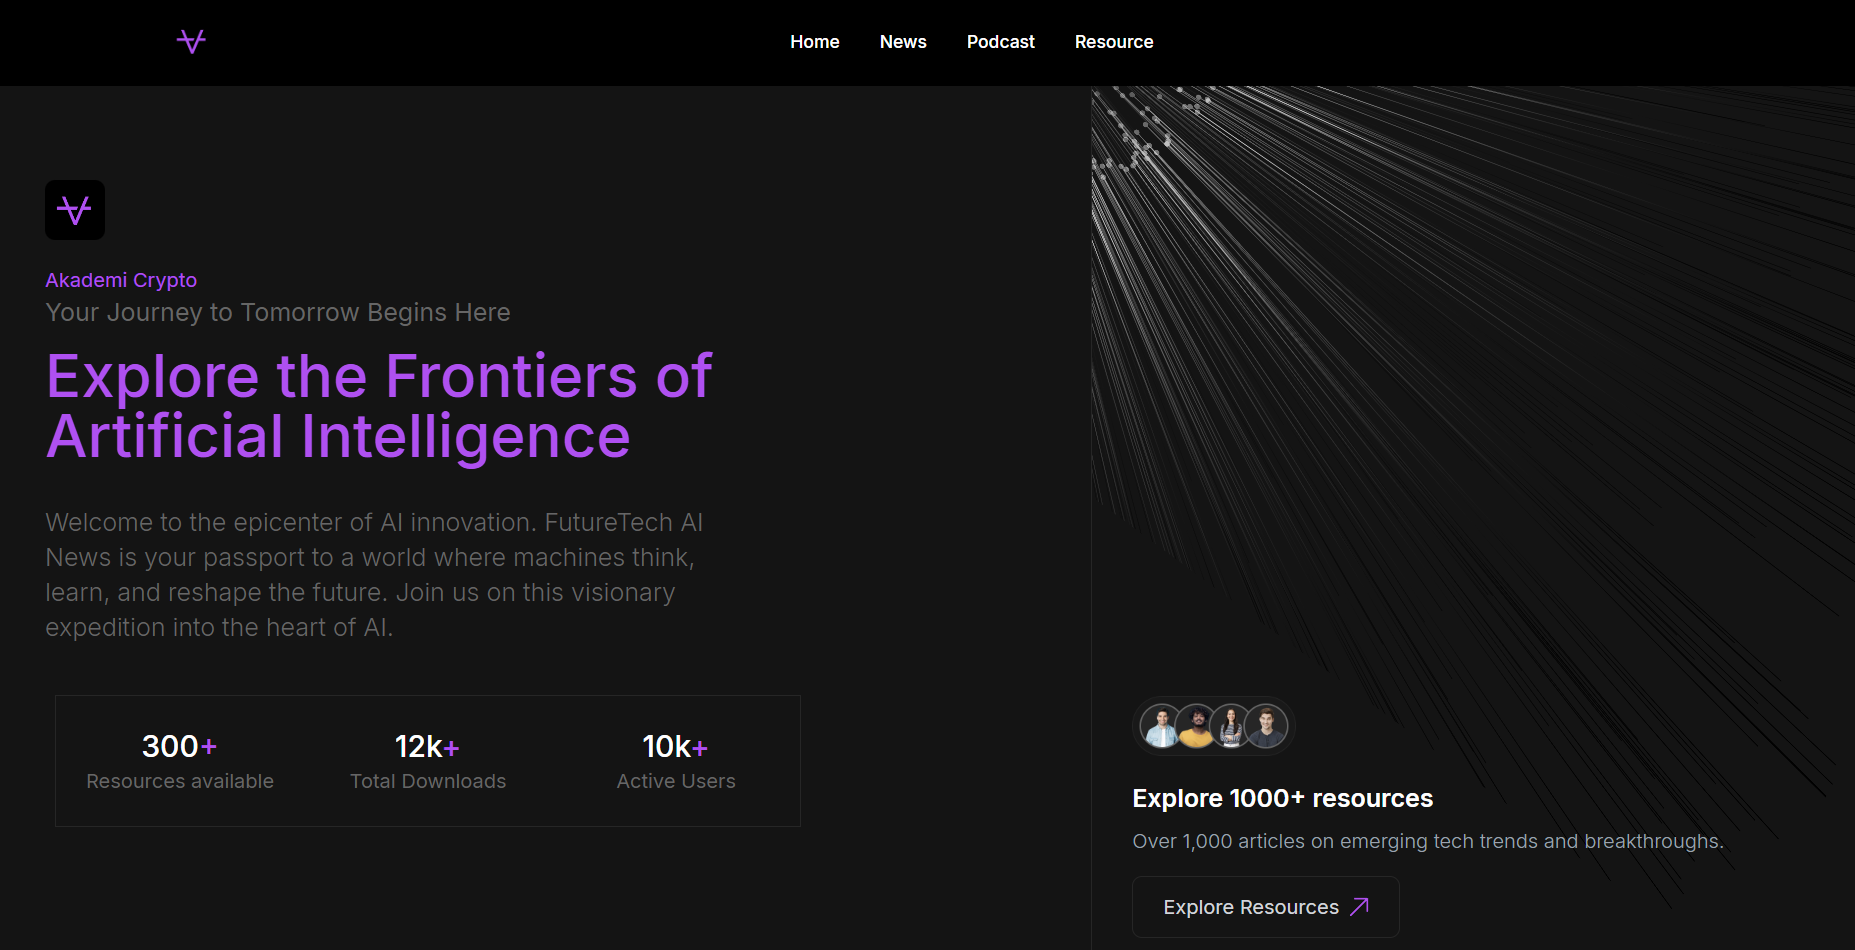 Home
News
Podcast
Resource
Akademi Crypto
Your Journey to Tomorrow Begins Here
Explore the Frontiers of
Artificial Intelligence
Welcome to the epicenter of AI innovation. FutureTech AI
News is your passport to a world where machines think,
learn, and reshape the future. Join us on this visionary
expedition into the heart of AI.
300+
Resources available
12k+
Total Downloads
10k+
Active Users
Explore 1000+ resources
Over 1,000 articles on emerging tech trends and breakthroughs.
Explore Resources